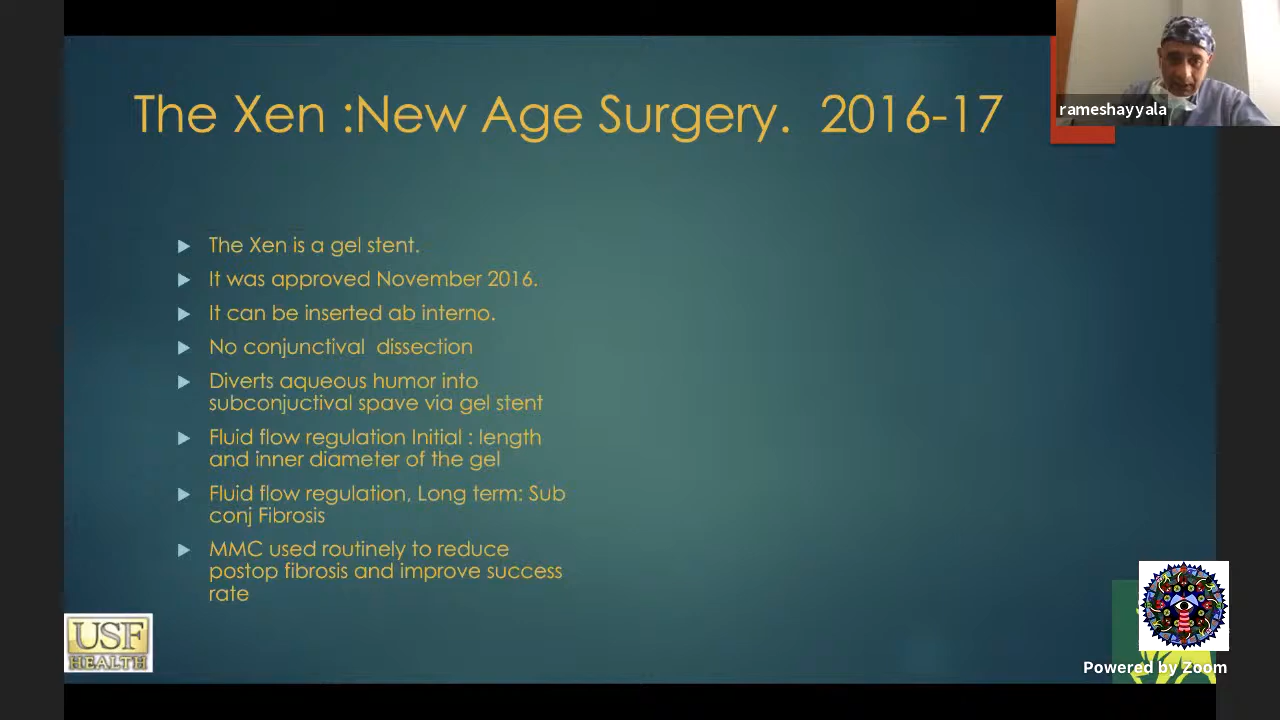 The Xen :New Age Surgery. 2016-17
rameshayyala
The Xen is a gel stent.
It was approved November 2016.
It can be inserted ab interno.
No conjunctival dissection
Diverts aqueous humor into
subconjuctival spave via gel stent
Fluid flow regulation Initial : length
and inner diameter of the gel
Fluid flow regulation, Long term: Sub
conj Fibrosis
MMC used routinely to reduce
postop fibrosis and improve success
rate
USF
HEALTH
Powered by Zoom